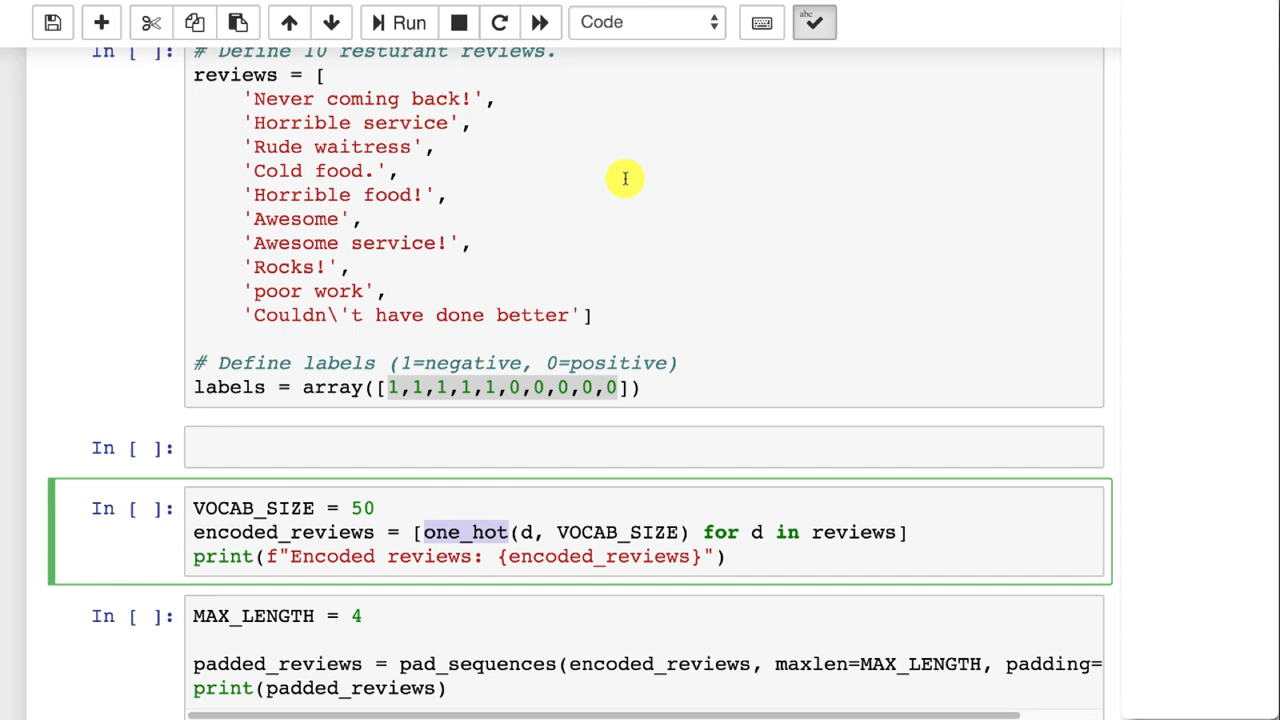 Run
Code
abc
In [ ]: # Define 10 resturant reviews.
reviews = [
'Never coming back!',
'Horrible service',
'Rude waitress',
'Cold food.',
'Horrible food!',
'Awesome',
'Awesome service!',
'Rocks!',
'poor work',
'Couldn\'t have done better']
# Define labels (1=negative, 0=positive)
labels = array([1,1,1,1,1,0,0,0,0,0])
In [ ]:
In [ ]: VOCAB_SIZE = 50
encoded_reviews = [one_hot(d, VOCAB_SIZE) for d in reviews]
print(f"Encoded reviews: {encoded_reviews}")
In [ ]: MAX_LENGTH = 4
padded_reviews = pad_sequences(encoded_reviews, maxlen=MAX_LENGTH, padding=
print(padded_reviews)